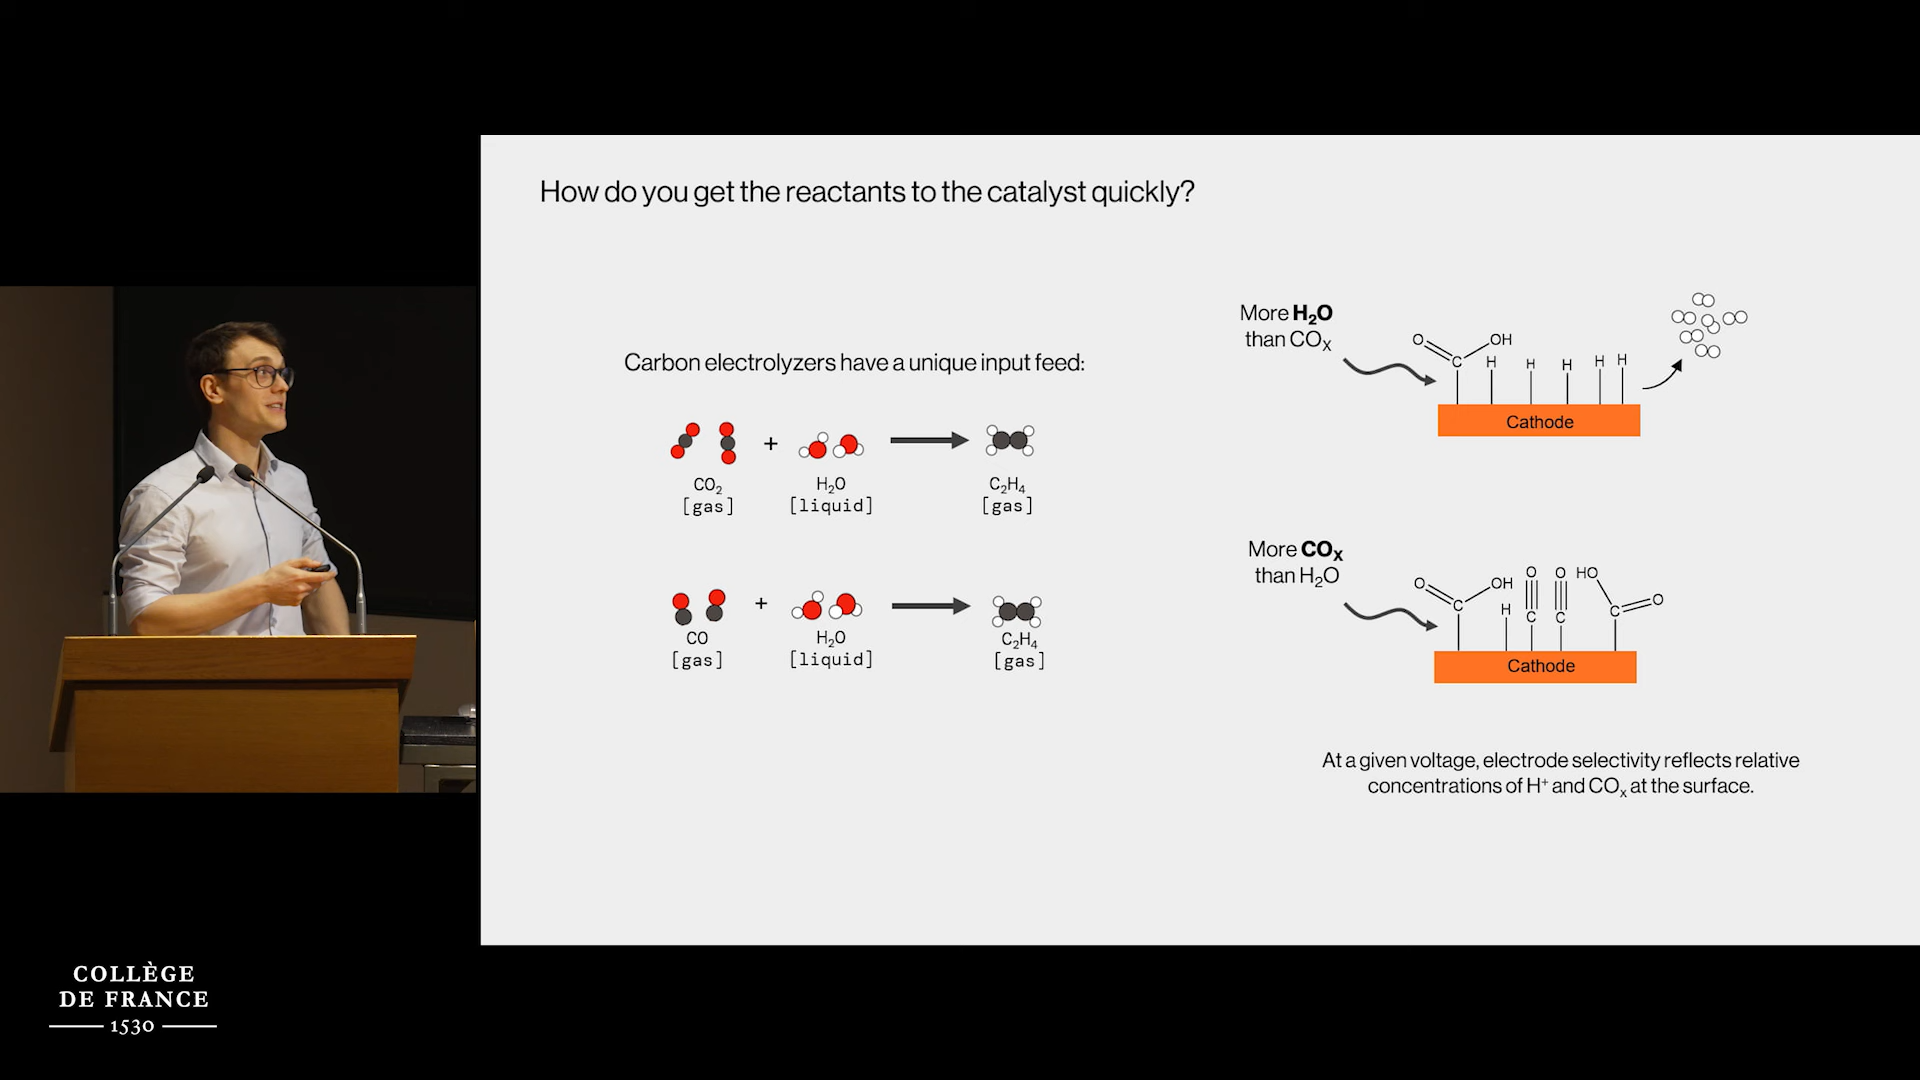 How do you get the reactants to the catalyst quickly?
Carbon electrolyzers have a unique input feed:
+
CO₂ H₂O C₂H₄
[gas] [liquid] [gas]
+
CO H₂O C₂H₄
[gas] [liquid] [gas]
More H₂O
than COₓ
O OH
C H H H H H
Cathode
More COₓ
than H₂O
O OH O O HO
C H C C C O
Cathode
At a given voltage, electrode selectivity reflects relative
concentrations of H⁺ and COₓ at the surface.
COLLÈGE
DE FRANCE
1530